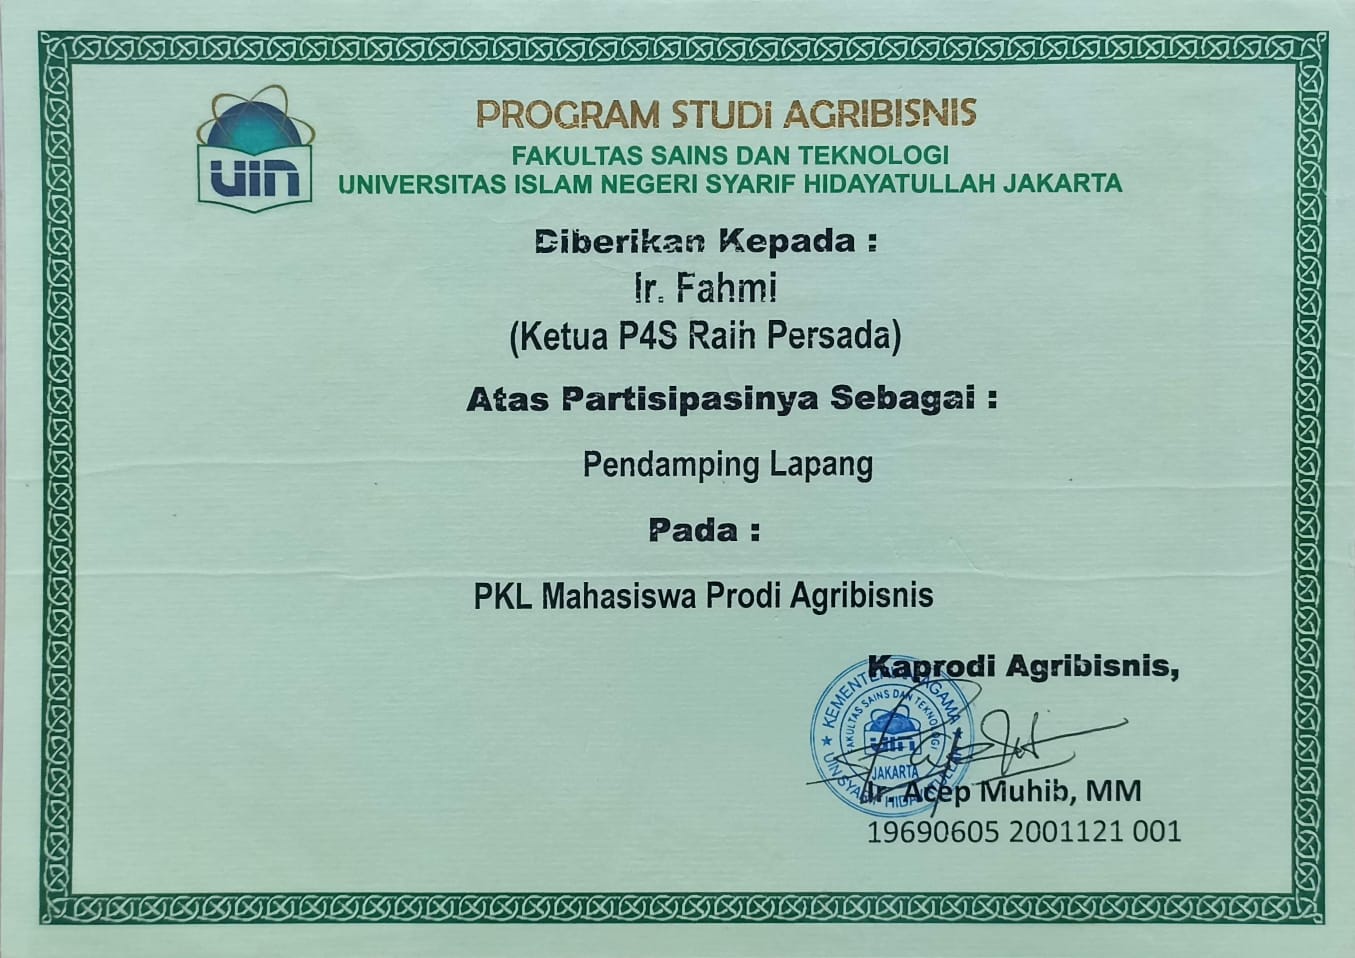 uin
PROGRAM STUDi AGRIBISNIS
FAKULTAS SAINS DAN TEKNOLOGI
UNIVERSITAS ISLAM NEGERI SYARIF HIDAYATULLAH JAKARTA
Diberikan Kepada :
Ir. Fahmi
(Ketua P4S Raih Persada)
Atas Partisipasinya Sebagai :
Pendamping Lapang
Pada :
PKL Mahasiswa Prodi Agribisnis
Kaprodi Agribisnis,
KEMENTERIAN AGAMA
FAKULTAS SAINS DAN TEKNOLOGI
uin
JAKARTA
UIN SYARIF HIDAYATULLAH
Ir. Acep Muhib, MM
19690605 2001121 001